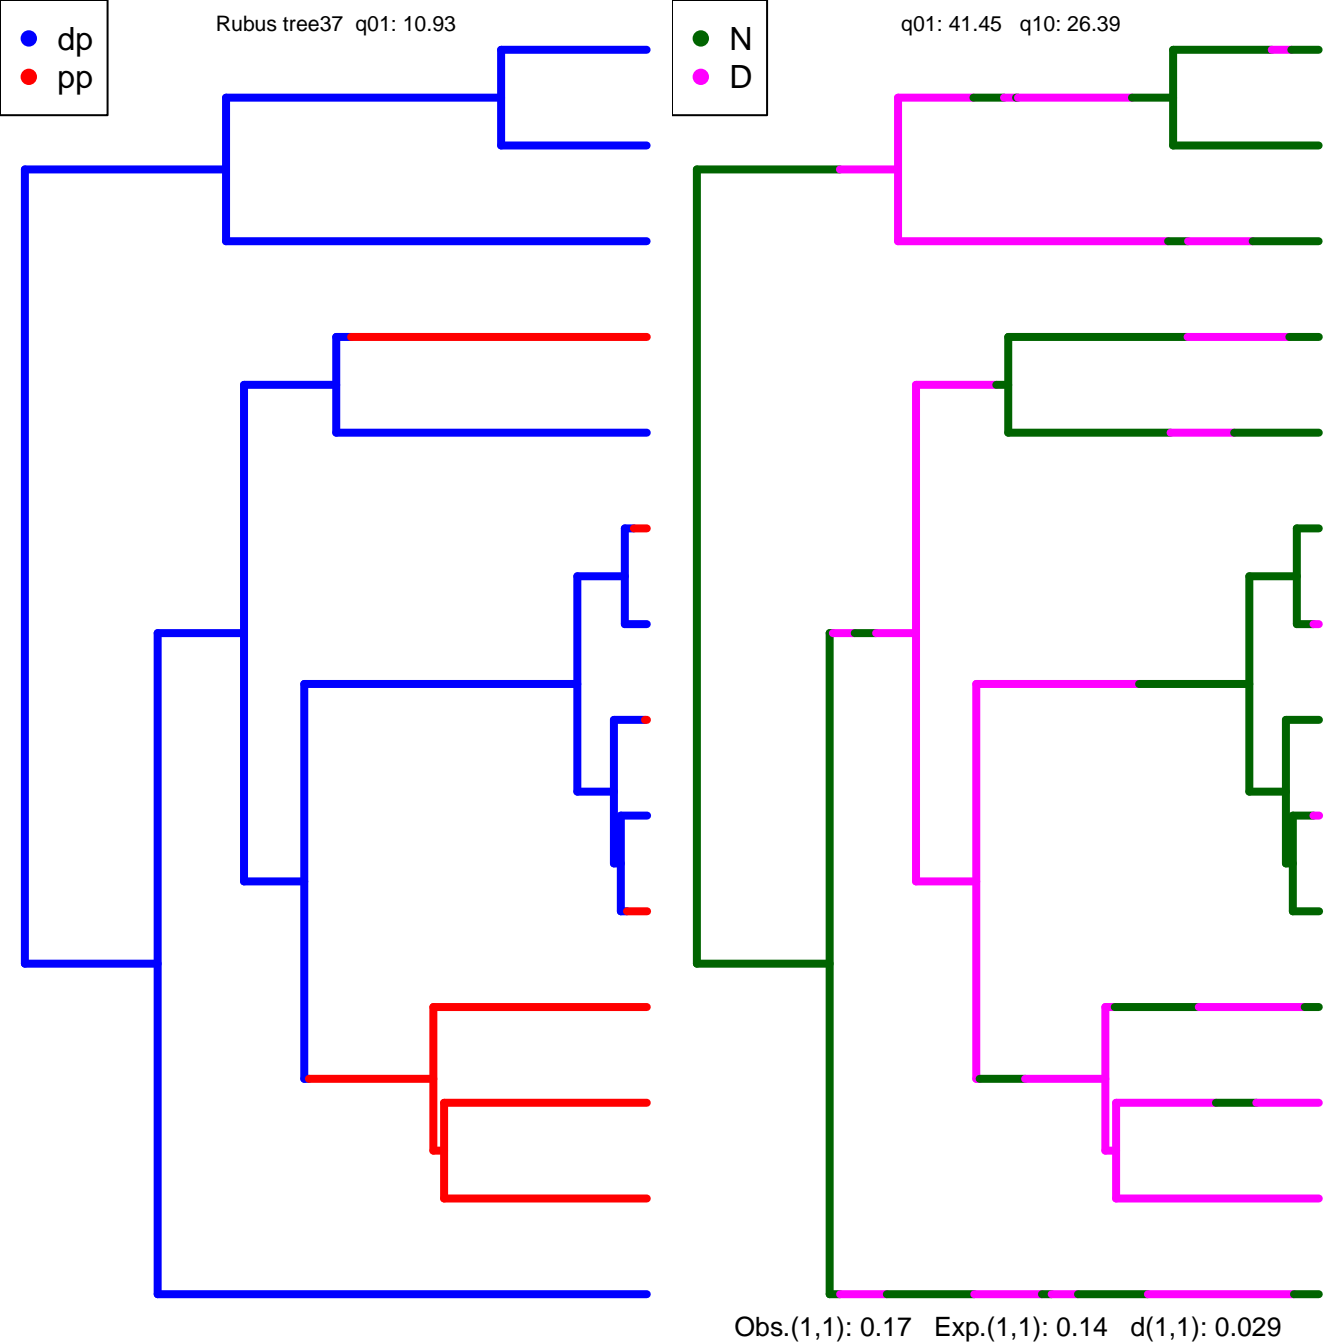 Rubus tree37 q01: 10.93
dp
pp
q01: 41.45 q10: 26.39
N
D
Obs.(1,1): 0.17 Exp.(1,1): 0.14 d(1,1): 0.029